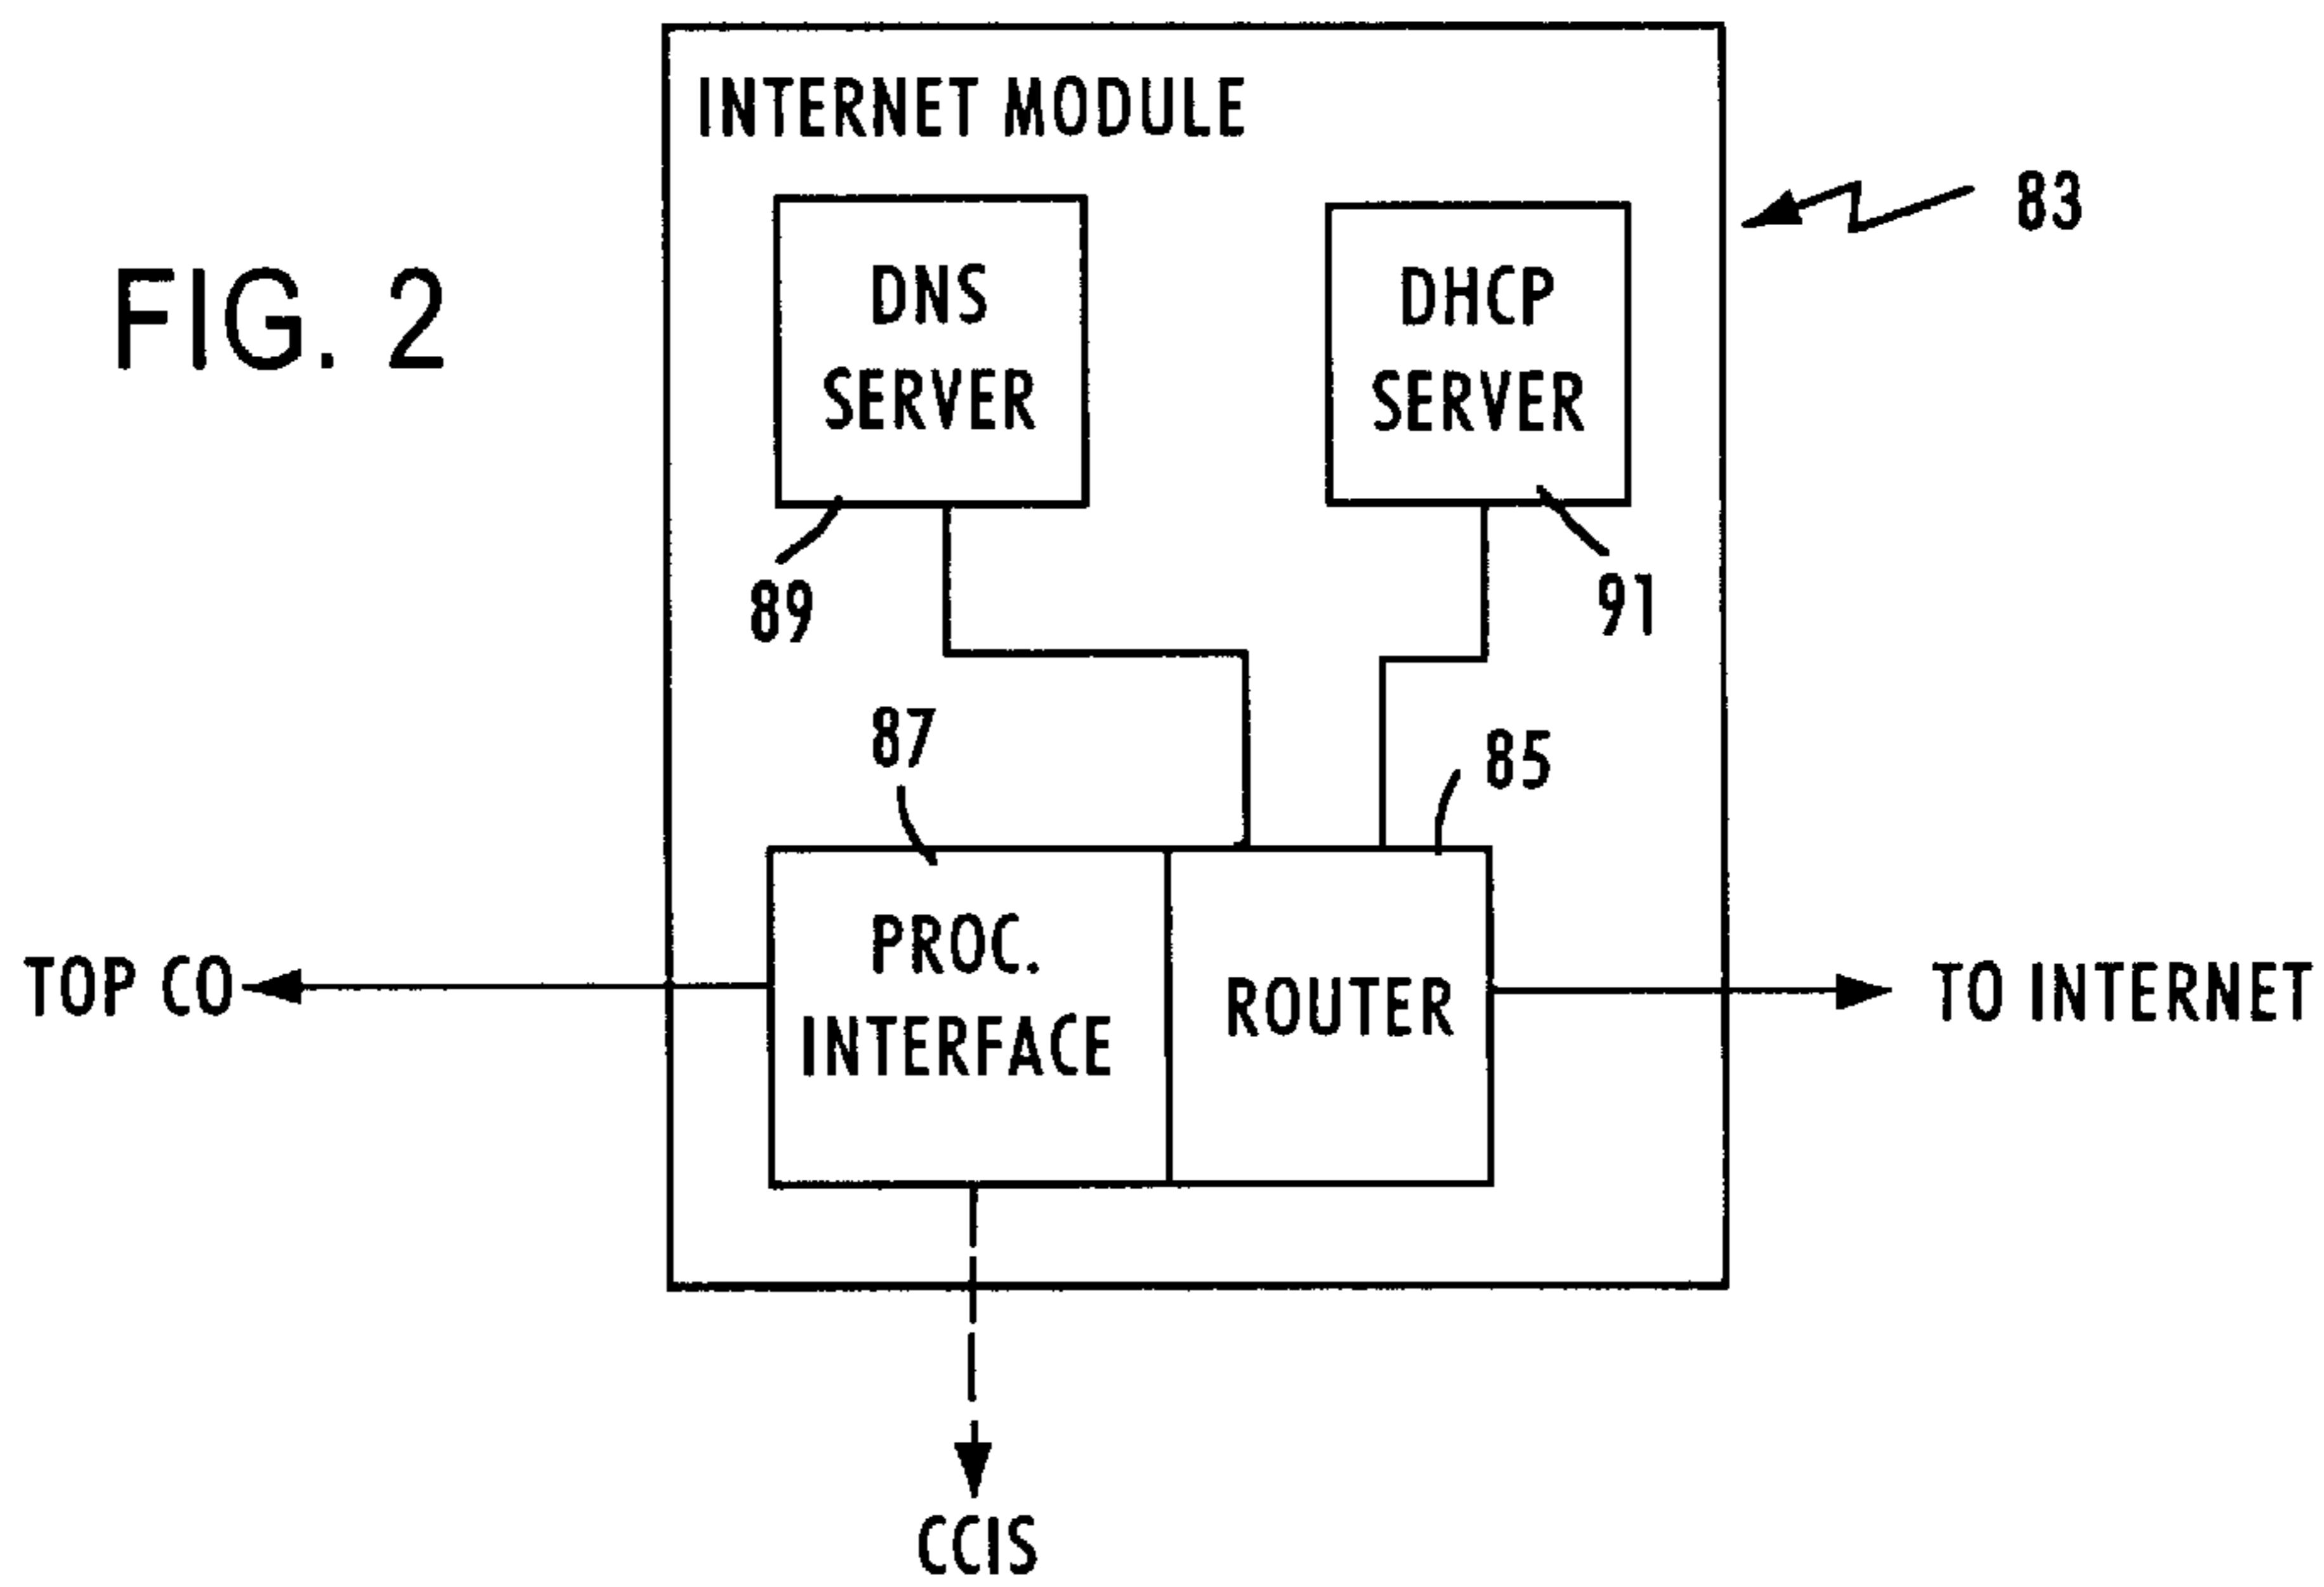 INTERNET MODULE
83
FIG. 2
DNS
SERVER
DHCP
SERVER
89
91
87
85
PROC.
INTERFACE
ROUTER
TOP CO
TO INTERNET
CCIS